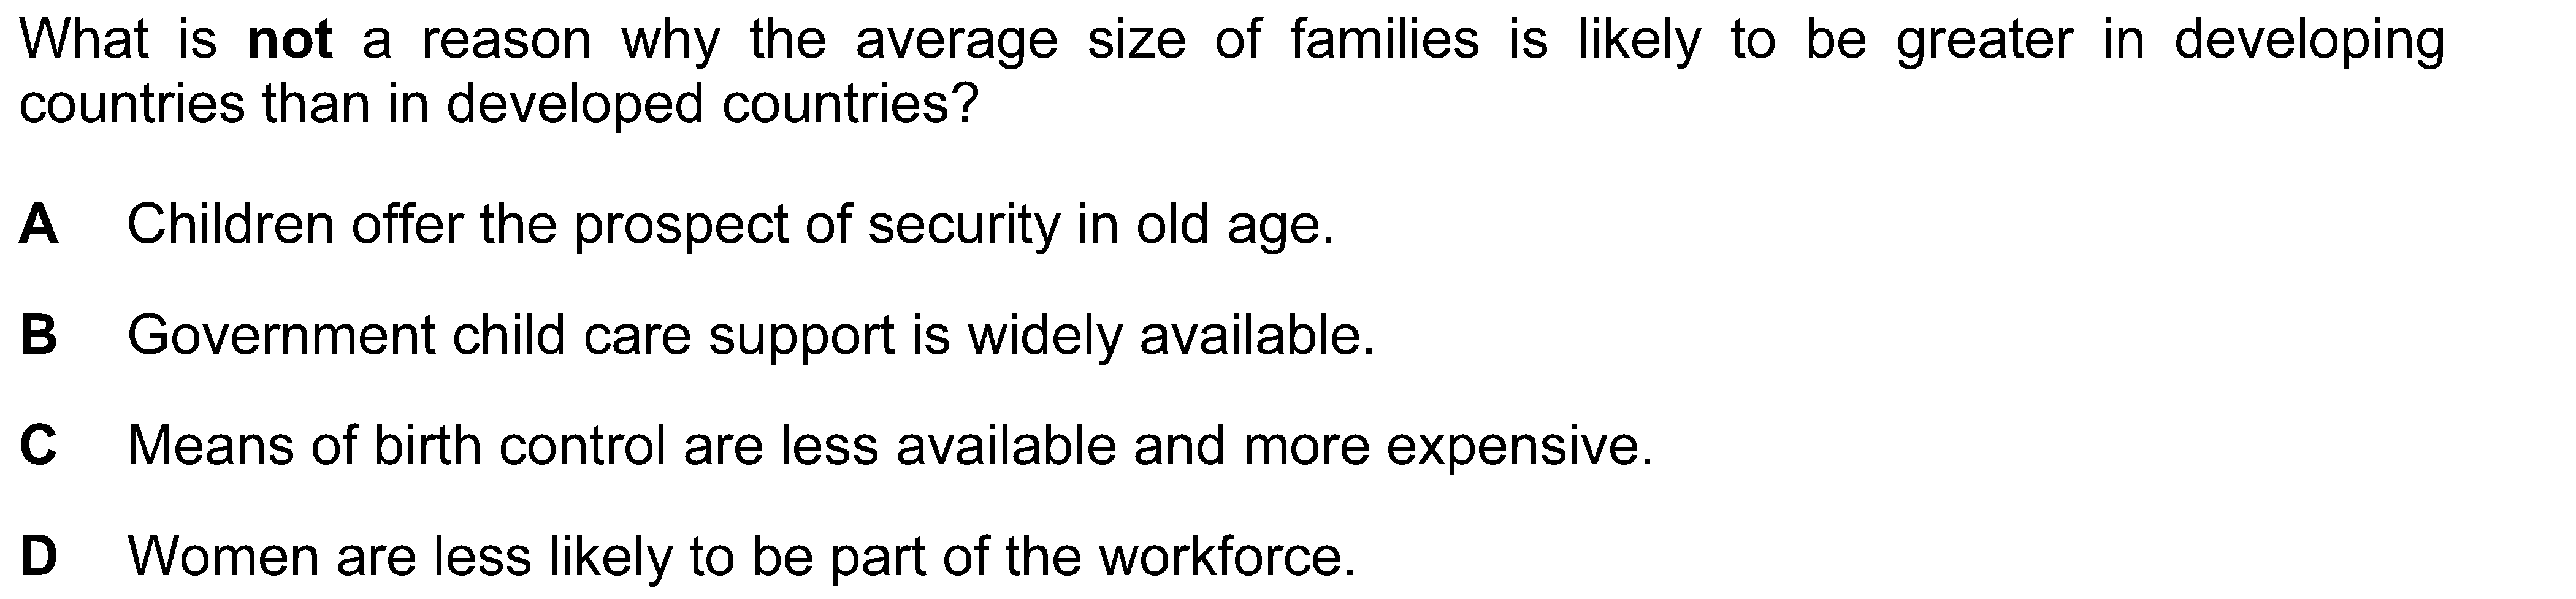 What is not a reason why the average size of families is likely to be greater in developing
countries than in developed countries?
A Children offer the prospect of security in old age.
B Government child care support is widely available.
C Means of birth control are less available and more expensive.
D Women are less likely to be part of the workforce.